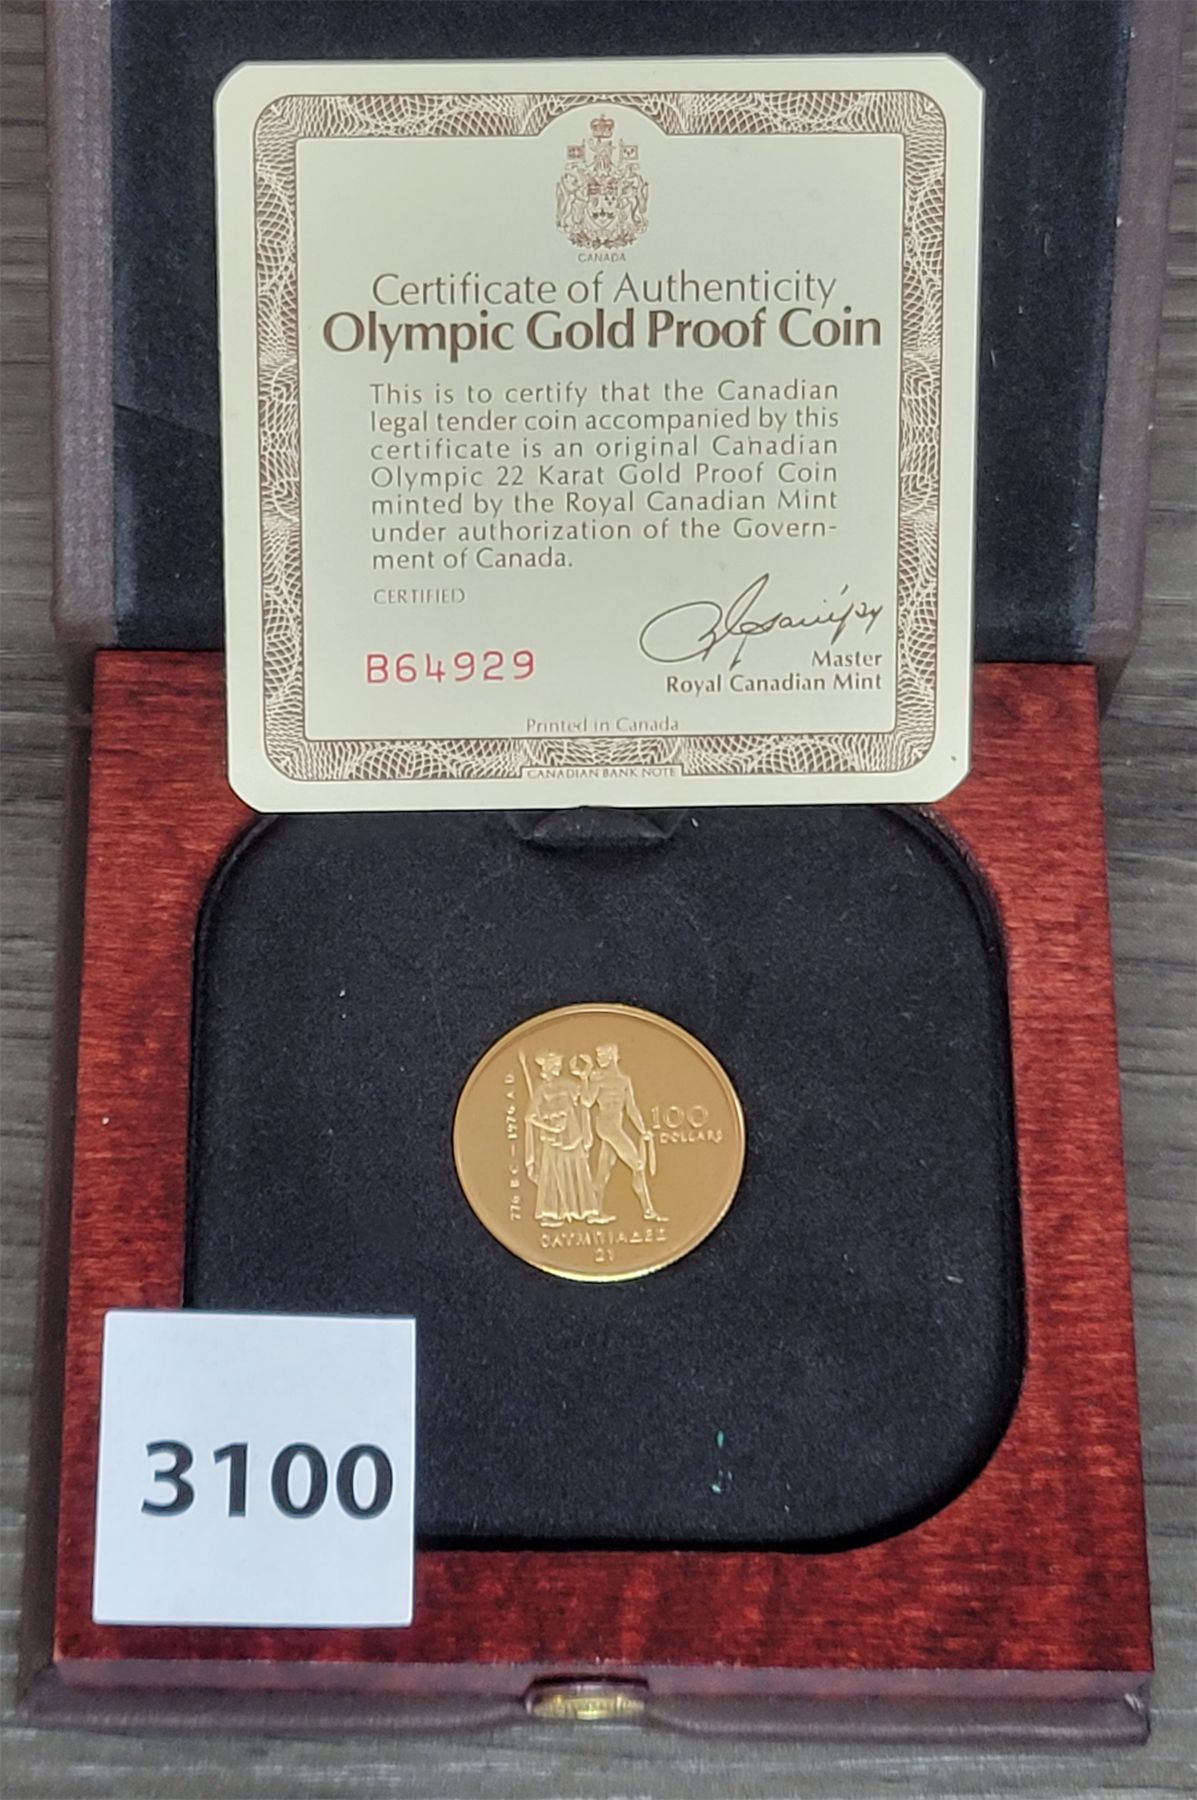 CANADA
Certificate of Authenticity
Olympic Gold Proof Coin
This is to certify that the Canadian
legal tender coin accompanied by this
certificate is an original Canadian
Olympic 22 Karat Gold Proof Coin
minted by the Royal Canadian Mint
under authorization of the Govern-
ment of Canada.
CERTIFIED
B64929
Master
Royal Canadian Mint
Printed in Canada
CANADIAN BANK NOTE
776 B.C. – 1976 A.D.
100
DOLLARS
ΟΛΥΜΠΙΑΔΕΣ
21
3100